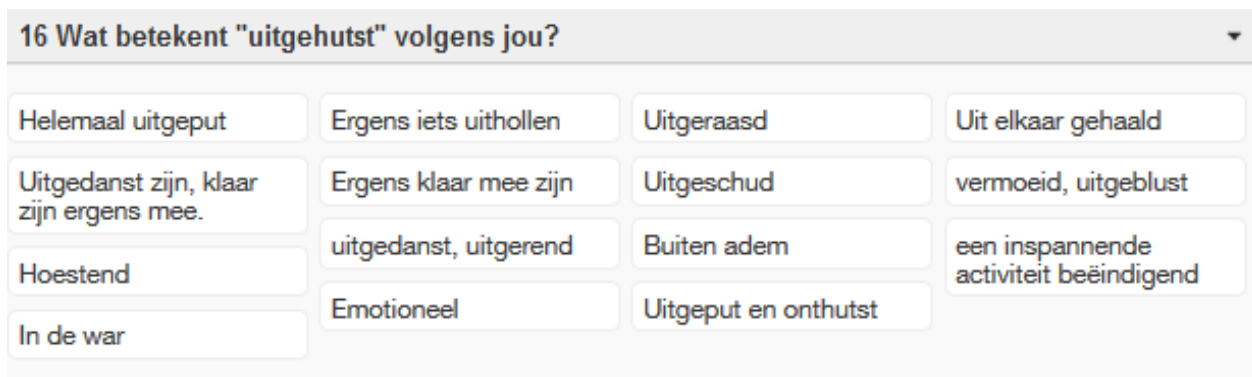 16 Wat betekent "uitgehutst" volgens jou?
Helemaal uitgeput
Uitgedanst zijn, klaar
zijn ergens mee.
Hoestend
In de war
Ergens iets uithollen
Ergens klaar mee zijn
uitgedanst, uitgerend
Emotioneel
Uitgeraasd
Uitgeschud
Buiten adem
Uitgeput en onthutst
Uit elkaar gehaald
vermoeid, uitgeblust
een inspannende
activiteit beëindigend